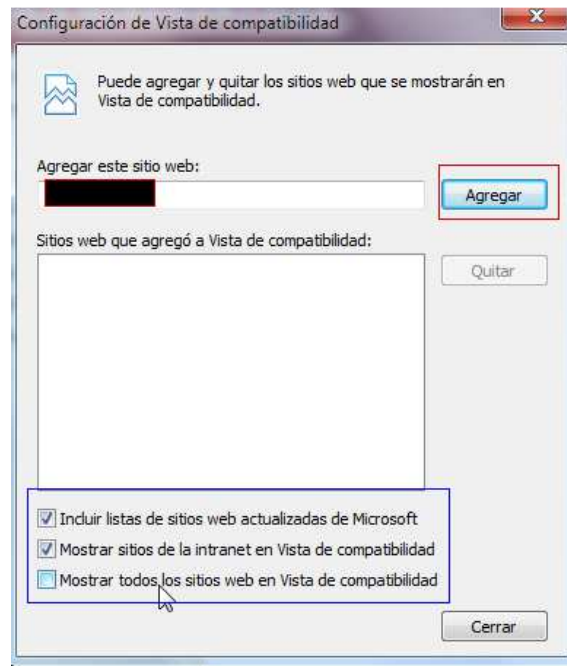 Configuración de Vista de compatibilidad
Puede agregar y quitar los sitios web que se mostrarán en
Vista de compatibilidad.
Agregar este sitio web:
Agregar
Sitios web que agregó a Vista de compatibilidad:
Quitar
Incluir listas de sitios web actualizadas de Microsoft
Mostrar sitios de la intranet en Vista de compatibilidad
Mostrar todos los sitios web en Vista de compatibilidad
Cerrar